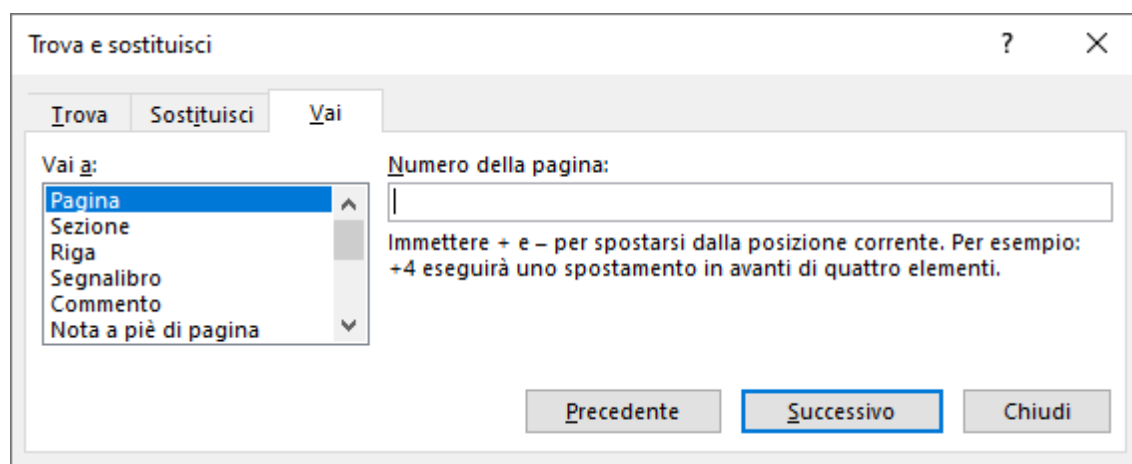 Trova e sostituisci
?
Trova Sostituisci Vai
Vai a:
Pagina
Sezione
Riga
Segnalibro
Commento
Nota a piè di pagina
Numero della pagina:
Immettere + e – per spostarsi dalla posizione corrente. Per esempio:
+4 eseguirà uno spostamento in avanti di quattro elementi.
Precedente Successivo Chiudi